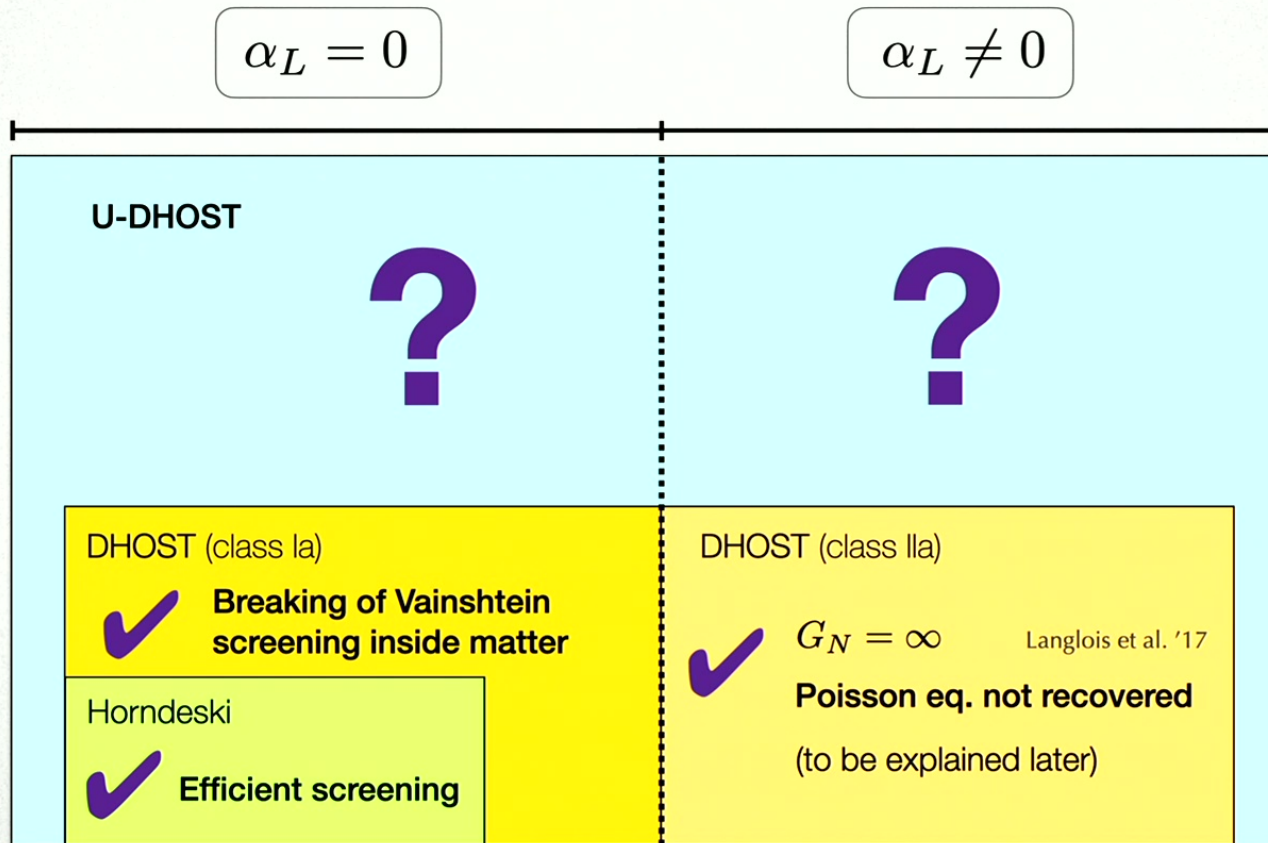 α_L = 0
α_L ≠ 0
U-DHOST
?
?
DHOST (class Ia)
Breaking of Vainshtein
screening inside matter
Horndeski
Efficient screening
DHOST (class IIa)
G_N = ∞
Langlois et al. '17
Poisson eq. not recovered
(to be explained later)